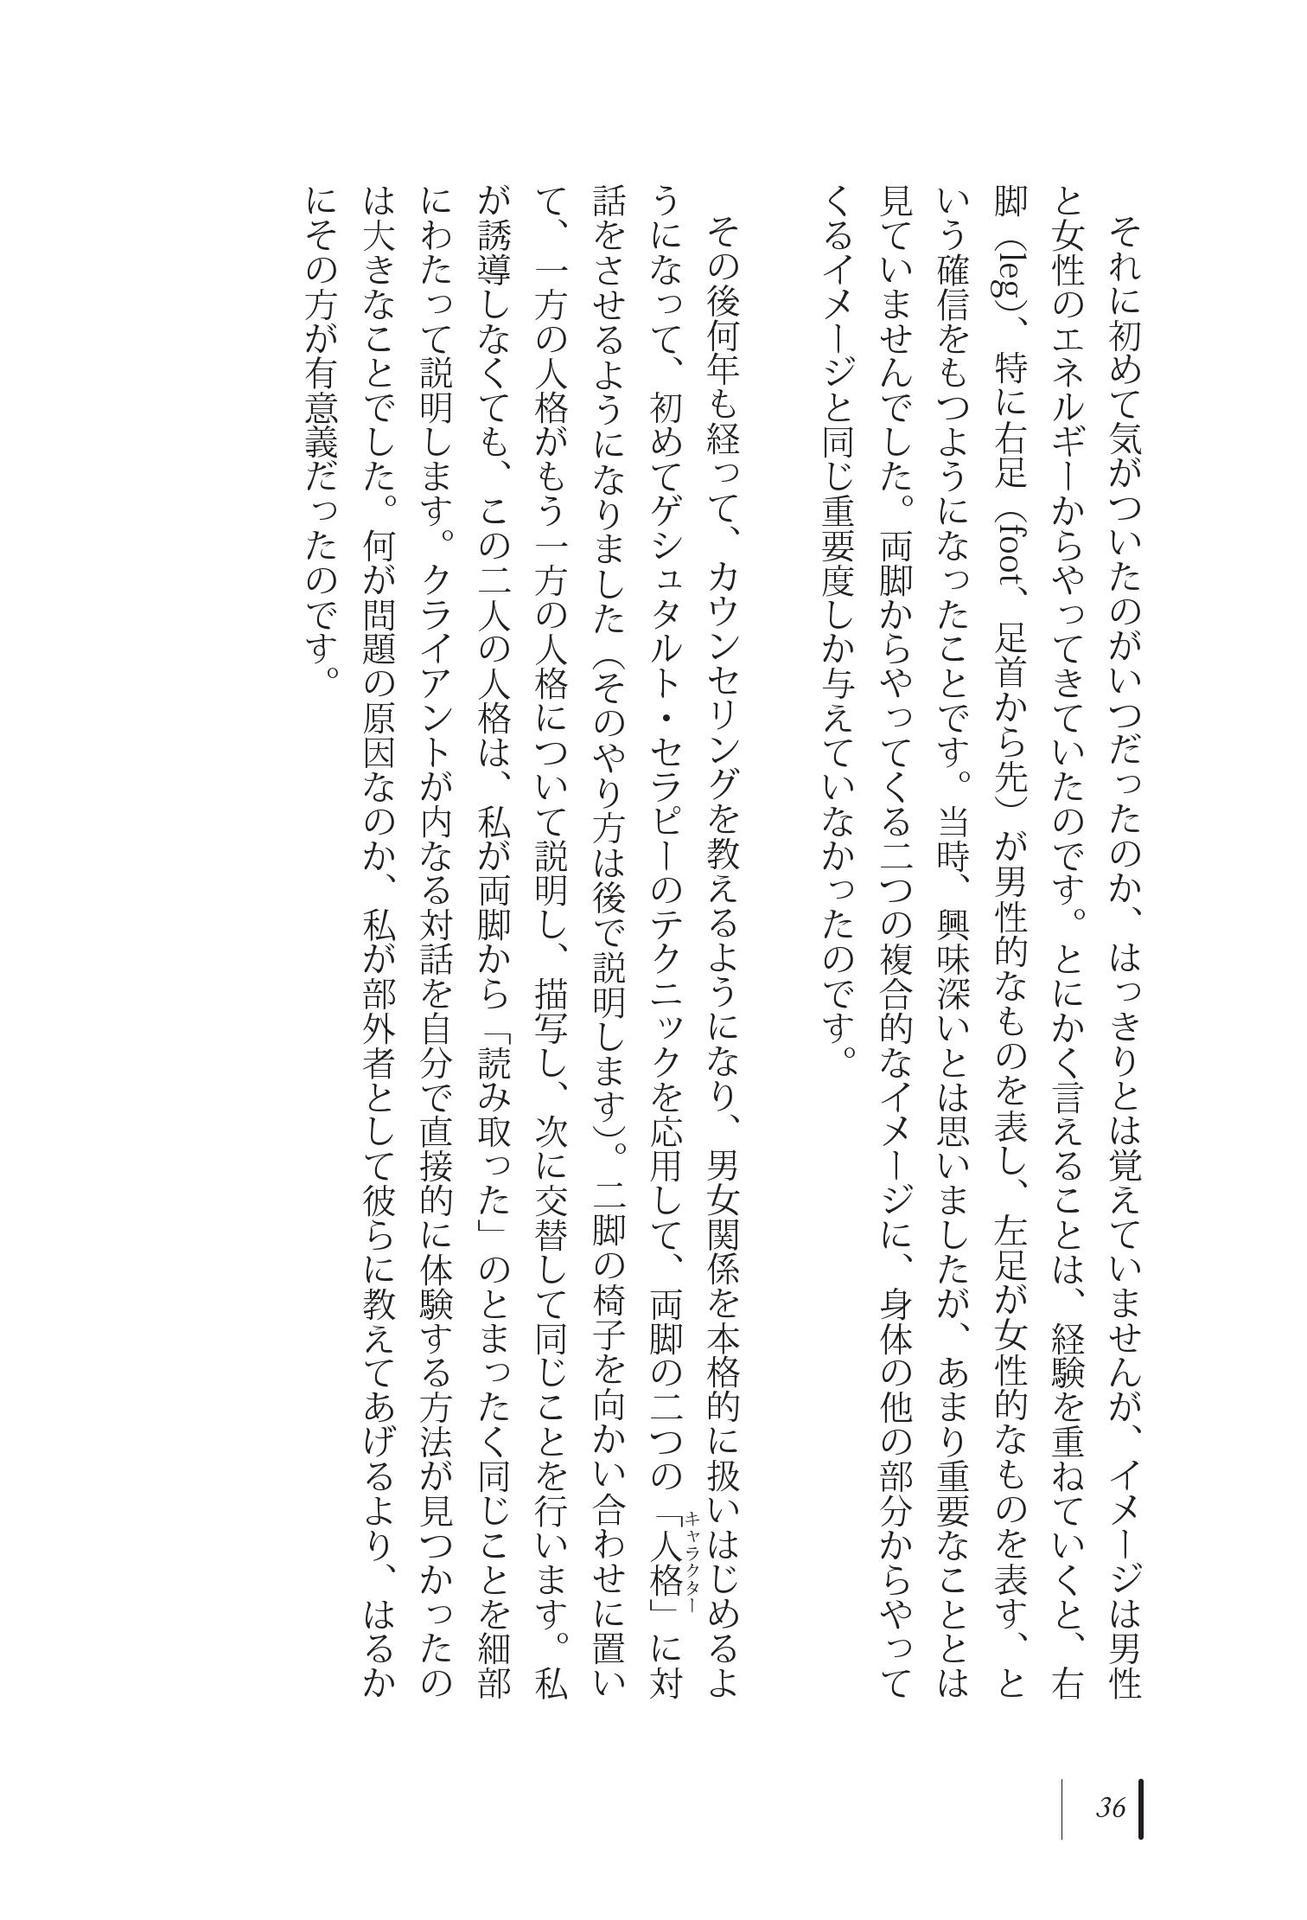 それに初めて気がついたのがいつだったのか、はっきりとは覚えていませんが、イメージは男性
と女性のエネルギーからやってきていたのです。とにかく言えることは、経験を重ねていくと、右
脚（leg）、特に右足（foot、足首から先）が男性的なものを表し、左足が女性的なものを表す、と
いう確信をもつようになったことです。当時、興味深いとは思いましたが、あまり重要なこととは
見ていませんでした。両脚からやってくる二つの複合的なイメージに、身体の他の部分からやって
くるイメージと同じ重要度しか与えていなかったのです。
その後何年も経って、カウンセリングを教えるようになり、男女関係を本格的に扱いはじめるよ
うになって、初めてゲシュタルト・セラピーのテクニックを応用して、両脚の二つの「人格」に対
キャラクター
話をさせるようになりました（そのやり方は後で説明します）。二脚の椅子を向かい合わせに置い
て、一方の人格がもう一方の人格について説明し、描写し、次に交替して同じことを行います。私
が誘導しなくても、この二人の人格は、私が両脚から「読み取った」のとまったく同じことを細部
にわたって説明します。クライアントが内なる対話を自分で直接的に体験する方法が見つかったの
は大きなことでした。何が問題の原因なのか、私が部外者として彼らに教えてあげるより、はるか
にその方が有意義だったのです。
36